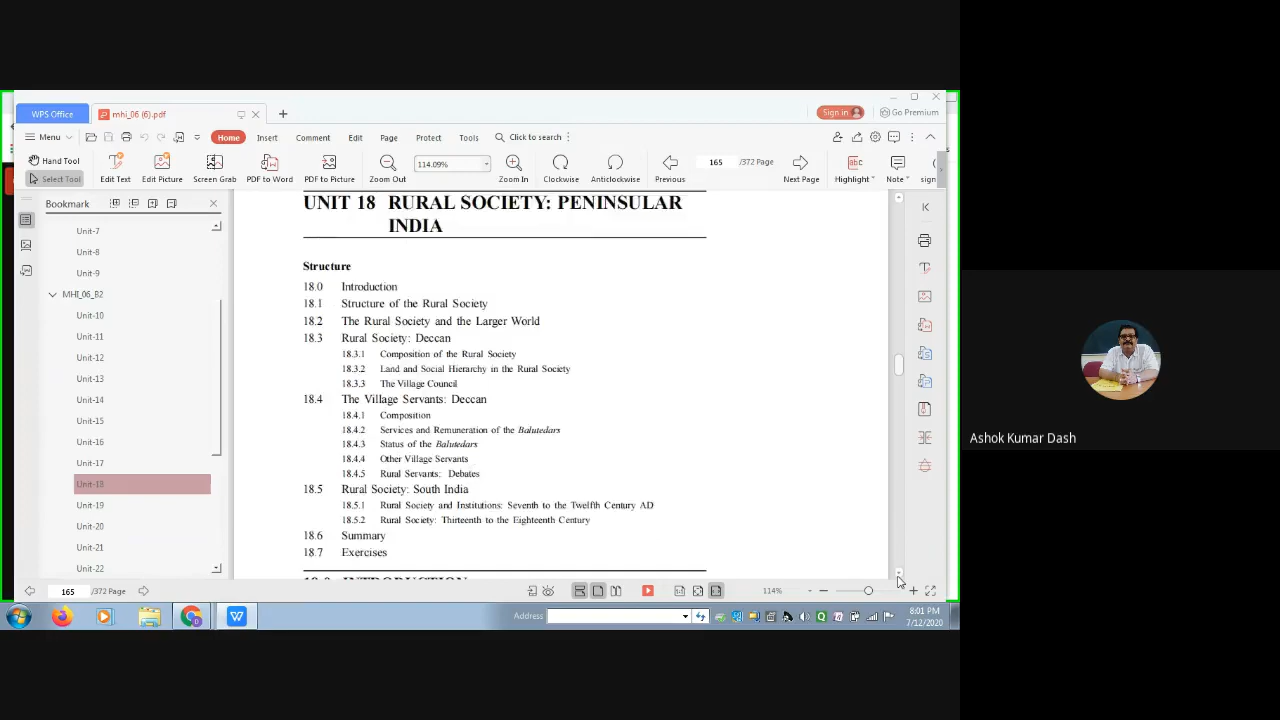 WPS Office
mhi_06 (6).pdf
Sign in
Go Premium
Menu
Home
Insert
Comment
Edit
Page
Protect
Tools
Click to search
Hand Tool
Select Tool
Edit Text
Edit Picture
Screen Grab
PDF to Word
PDF to Picture
Zoom Out
114.09%
Zoom In
Clockwise
Anticlockwise
Previous
165
/372 Page
Next Page
Highlight
Note
sign
Bookmark
Unit-7
Unit-8
Unit-9
MHI_06_B2
Unit-10
Unit-11
Unit-12
Unit-13
Unit-14
Unit-15
Unit-16
Unit-17
Unit-18
Unit-19
Unit-20
Unit-21
Unit-22
UNIT 18 RURAL SOCIETY: PENINSULAR
INDIA
Structure
18.0 Introduction
18.1 Structure of the Rural Society
18.2 The Rural Society and the Larger World
18.3 Rural Society: Deccan
18.3.1 Composition of the Rural Society
18.3.2 Land and Social Hierarchy in the Rural Society
18.3.3 The Village Council
18.4 The Village Servants: Deccan
18.4.1 Composition
18.4.2 Services and Remuneration of the Balutedars
18.4.3 Status of the Balutedars
18.4.4 Other Village Servants
18.4.5 Rural Servants: Debates
18.5 Rural Society: South India
18.5.1 Rural Society and Institutions: Seventh to the Twelfth Century AD
18.5.2 Rural Society: Thirteenth to the Eighteenth Century
18.6 Summary
18.7 Exercises
18.0 INTRODUCTION
165
/372 Page
114%
Address
8:01 PM
7/12/2020
Ashok Kumar Dash